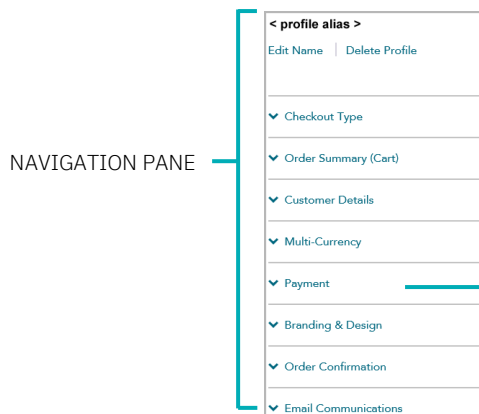 < profile alias >
Edit Name | Delete Profile
Checkout Type
NAVIGATION PANE
Order Summary (Cart)
Customer Details
Multi-Currency
Payment
Branding & Design
Order Confirmation
Email Communications